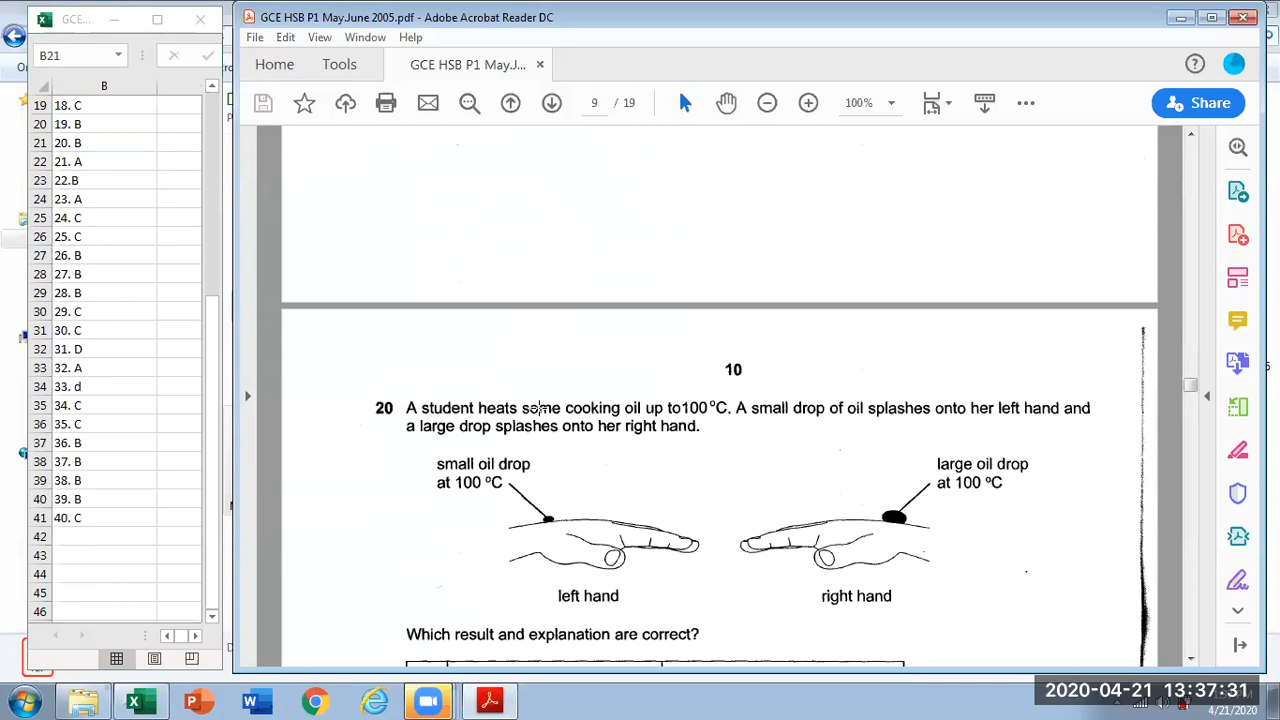 GCE...
B21
B
19 18. C
20 19. B
21 20. B
22 21. A
23 22.B
24 23. A
25 24. C
26 25. C
27 26. B
28 27. B
29 28. B
30 29. C
31 30. C
32 31. D
33 32. A
34 33. d
35 34. C
36 35. C
37 36. B
38 37. B
39 38. B
40 39. B
41 40. C
42
43
44
45
46
GCE HSB P1 May.June 2005.pdf - Adobe Acrobat Reader DC
File Edit View Window Help
Home Tools GCE HSB P1 May.J...
9 / 19 100% Share
10
20 A student heats some cooking oil up to100 °C. A small drop of oil splashes onto her left hand and
a large drop splashes onto her right hand.
small oil drop
at 100 ºC
large oil drop
at 100 ºC
left hand
right hand
Which result and explanation are correct?
2020-04-21 13:37:31
4/21/2020